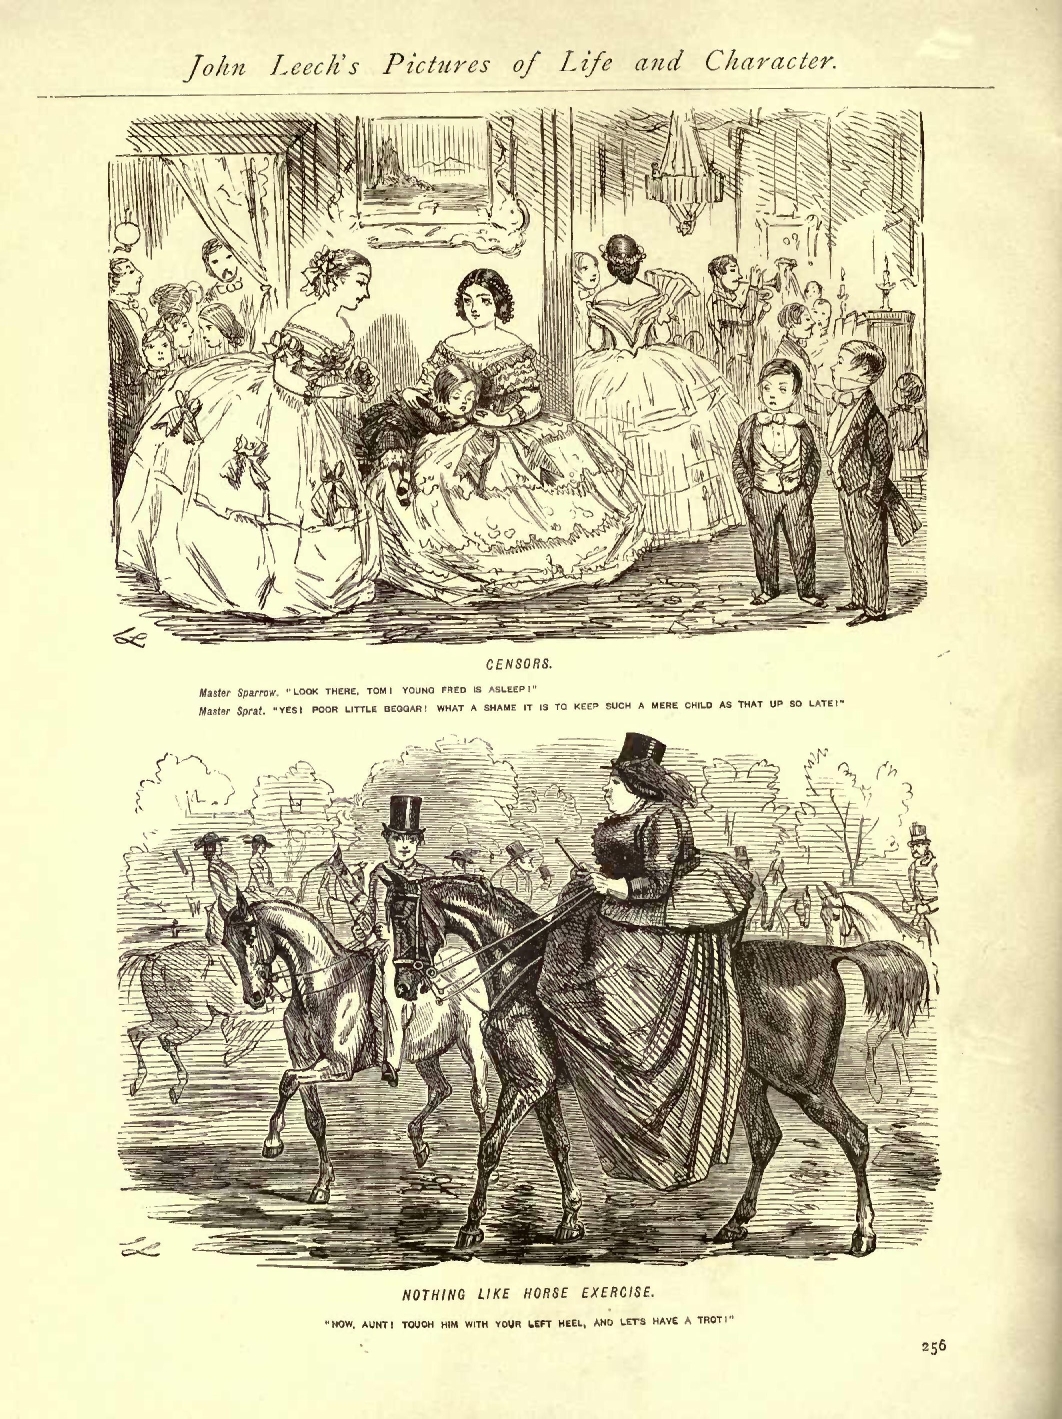 John Leech's Pictures of Life and Character.
CENSORS.
Master Sparrow. "LOOK THERE, TOM! YOUNG FRED IS ASLEEP!"
Master Sprat. "YES! POOR LITTLE BEGGAR! WHAT A SHAME IT IS TO KEEP SUCH A MERE CHILD AS THAT UP SO LATE!"
NOTHING LIKE HORSE EXERCISE.
"NOW, AUNT! TOUCH HIM WITH YOUR LEFT HEEL, AND LET'S HAVE A TROT!"
256